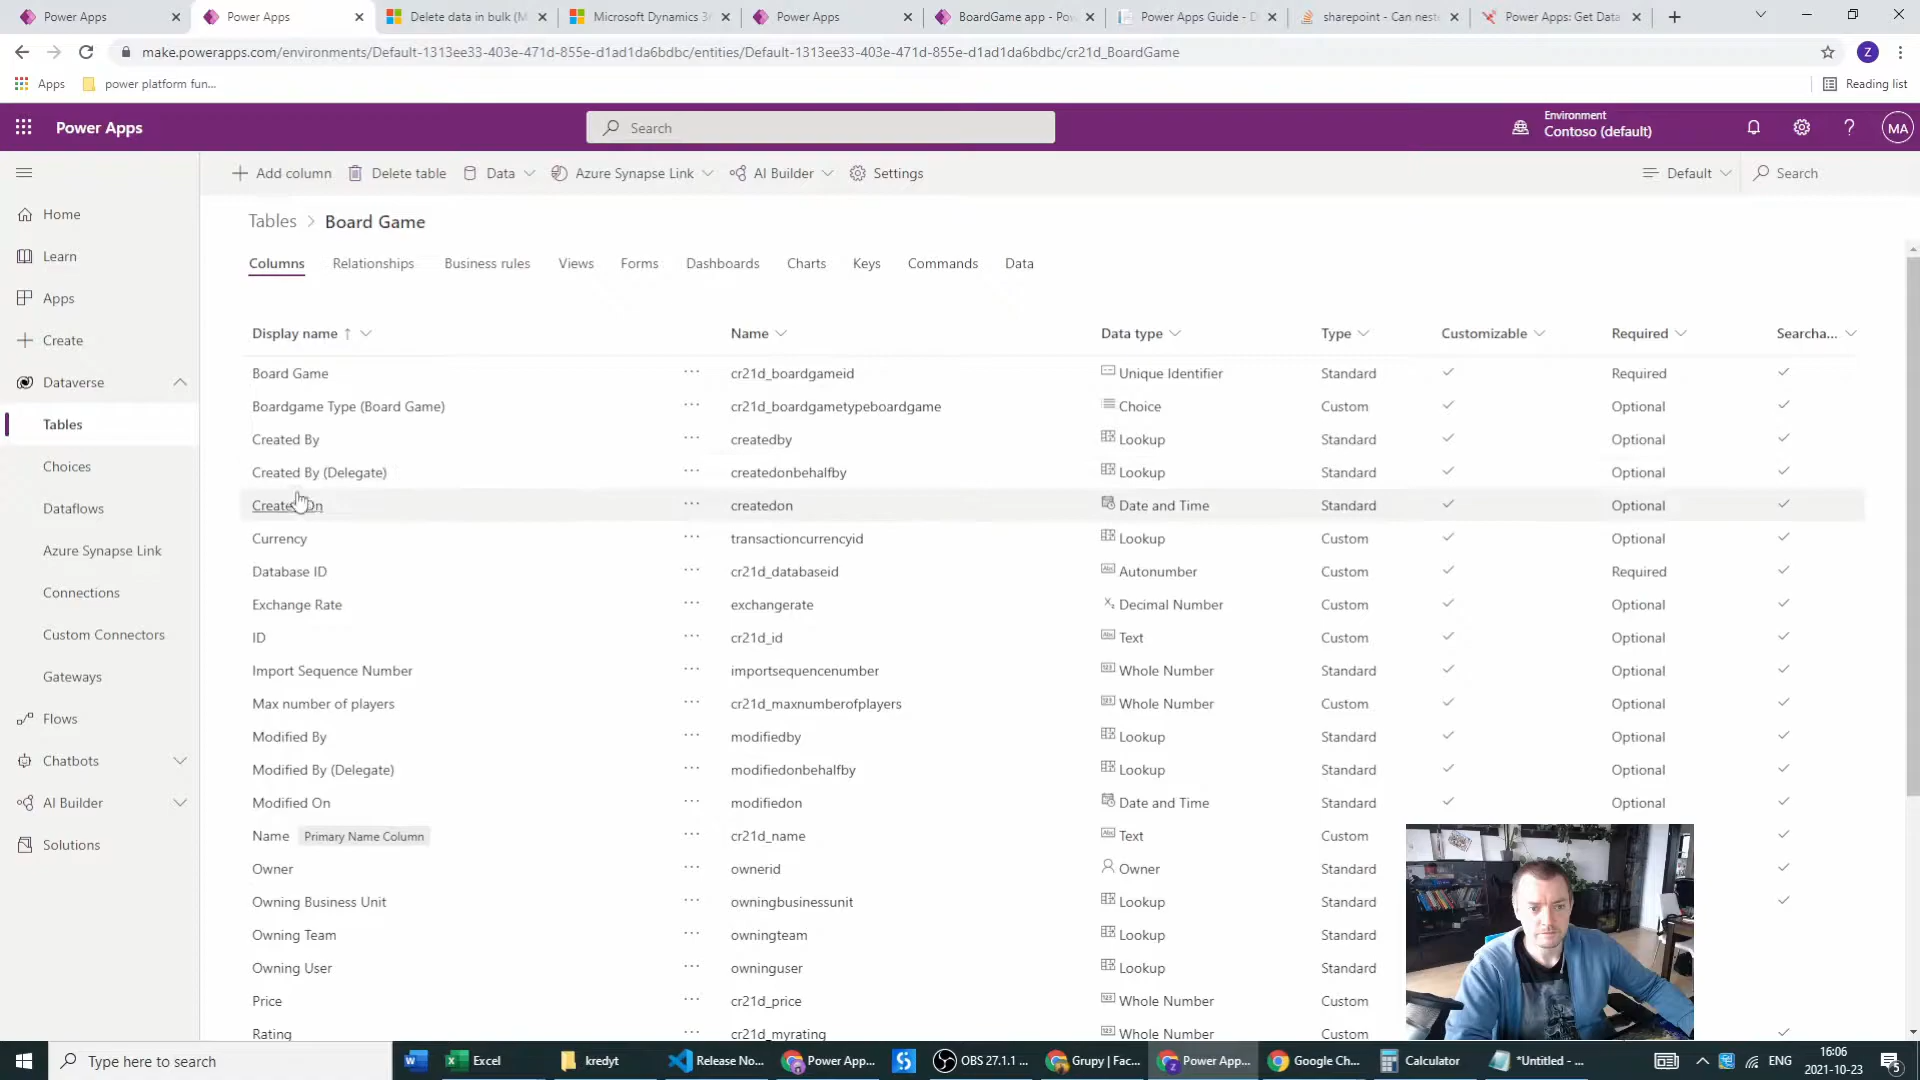 Power Apps
Power Apps
Delete data in bulk (M
Microsoft Dynamics 3
Power Apps
BoardGame app - Pow
Power Apps Guide - D
sharepoint - Can nest
Power Apps: Get Data
make.powerapps.com/environments/Default-1313ee33-403e-471d-855e-d1ad1da6bdbc/entities/Default-1313ee33-403e-471d-855e-d1ad1da6bdbc/cr21d_BoardGame
Z
Apps
power platform fun...
Reading list
Power Apps
Search
Environment
Contoso (default)
MA
Add column
Delete table
Data
Azure Synapse Link
AI Builder
Settings
Default
Search
Home
Learn
Apps
Create
Dataverse
Tables
Choices
Dataflows
Azure Synapse Link
Connections
Custom Connectors
Gateways
Flows
Chatbots
AI Builder
Solutions
Tables > Board Game
Columns Relationships Business rules Views Forms Dashboards Charts Keys Commands Data
Display name ↑ Name Data type Type Customizable Required Searcha...
Board Game ··· cr21d_boardgameid Unique Identifier Standard ✓ Required ✓
Boardgame Type (Board Game) ··· cr21d_boardgametypeboardgame Choice Custom ✓ Optional ✓
Created By ··· createdby Lookup Standard ✓ Optional ✓
Created By (Delegate) ··· createdonbehalfby Lookup Standard ✓ Optional ✓
Created On ··· createdon Date and Time Standard ✓ Optional ✓
Currency ··· transactioncurrencyid Lookup Custom ✓ Optional ✓
Database ID ··· cr21d_databaseid Autonumber Custom ✓ Required ✓
Exchange Rate ··· exchangerate Decimal Number Custom ✓ Optional ✓
ID ··· cr21d_id Text Custom ✓ Optional ✓
Import Sequence Number ··· importsequencenumber Whole Number Standard ✓ Optional ✓
Max number of players ··· cr21d_maxnumberofplayers Whole Number Custom ✓ Optional ✓
Modified By ··· modifiedby Lookup Standard ✓ Optional ✓
Modified By (Delegate) ··· modifiedonbehalfby Lookup Standard ✓ Optional ✓
Modified On ··· modifiedon Date and Time Standard ✓ Optional ✓
Name Primary Name Column ··· cr21d_name Text Custom ✓
Owner ··· ownerid Owner Standard ✓
Owning Business Unit ··· owningbusinessunit Lookup Standard ✓
Owning Team ··· owningteam Lookup Standard
Owning User ··· owninguser Lookup Standard
Price ··· cr21d_price Whole Number Custom
Rating ··· cr21d_myrating Whole Number Custom ✓
Type here to search
Excel
kredyt
Release No...
Power App...
OBS 27.1.1 ...
Grupy | Fac...
Power App...
Google Ch...
Calculator
*Untitled - ...
ENG
16:06
2021-10-23
5